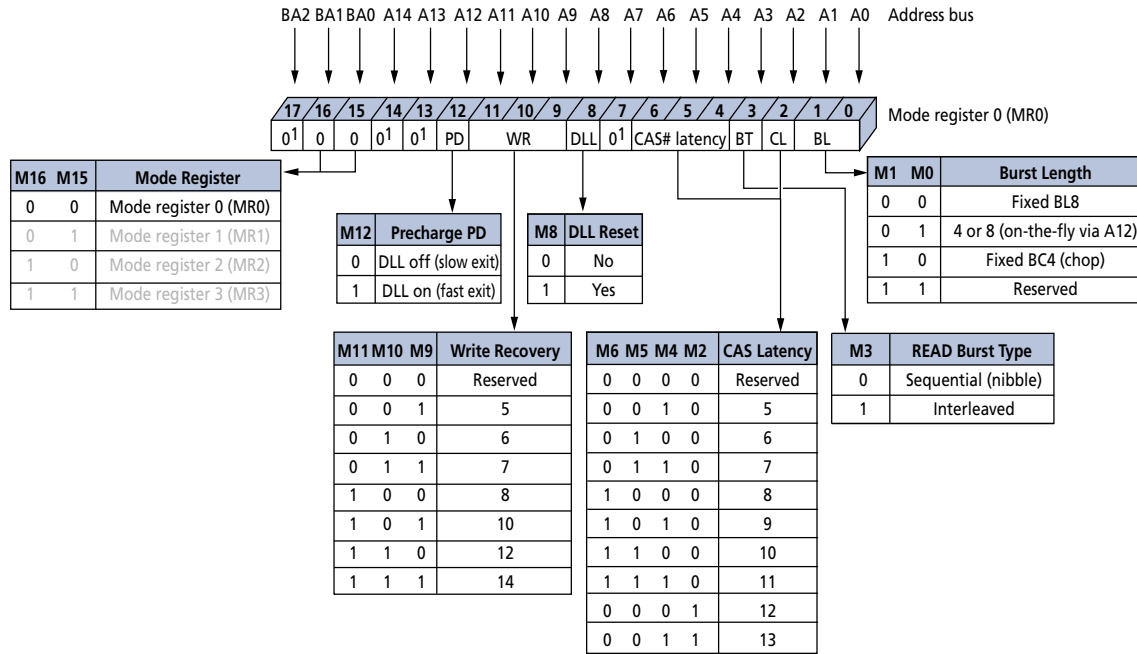 BA2 BA1 BA0 A14 A13 A12 A11 A10 A9 A8 A7 A6 A5 A4 A3 A2 A1 A0 Address bus
17 16 15 14 13 12 11 10 9 8 7 6 5 4 3 2 1 0 Mode register 0 (MR0)
0¹ 0 0 0¹ 0¹ PD WR DLL 0¹ CAS# latency BT CL BL
M16 M15 Mode Register
0 0 Mode register 0 (MR0)
0 1 Mode register 1 (MR1)
1 0 Mode register 2 (MR2)
1 1 Mode register 3 (MR3)
M12 Precharge PD
0 DLL off (slow exit)
1 DLL on (fast exit)
M8 DLL Reset
0 No
1 Yes
M1 M0 Burst Length
0 0 Fixed BL8
0 1 4 or 8 (on-the-fly via A12)
1 0 Fixed BC4 (chop)
1 1 Reserved
M11 M10 M9 Write Recovery
0 0 0 Reserved
0 0 1 5
0 1 0 6
0 1 1 7
1 0 0 8
1 0 1 10
1 1 0 12
1 1 1 14
M6 M5 M4 M2 CAS Latency
0 0 0 0 Reserved
0 0 1 0 5
0 1 0 0 6
0 1 1 0 7
1 0 0 0 8
1 0 1 0 9
1 1 0 0 10
1 1 1 0 11
0 0 0 1 12
0 0 1 1 13
M3 READ Burst Type
0 Sequential (nibble)
1 Interleaved